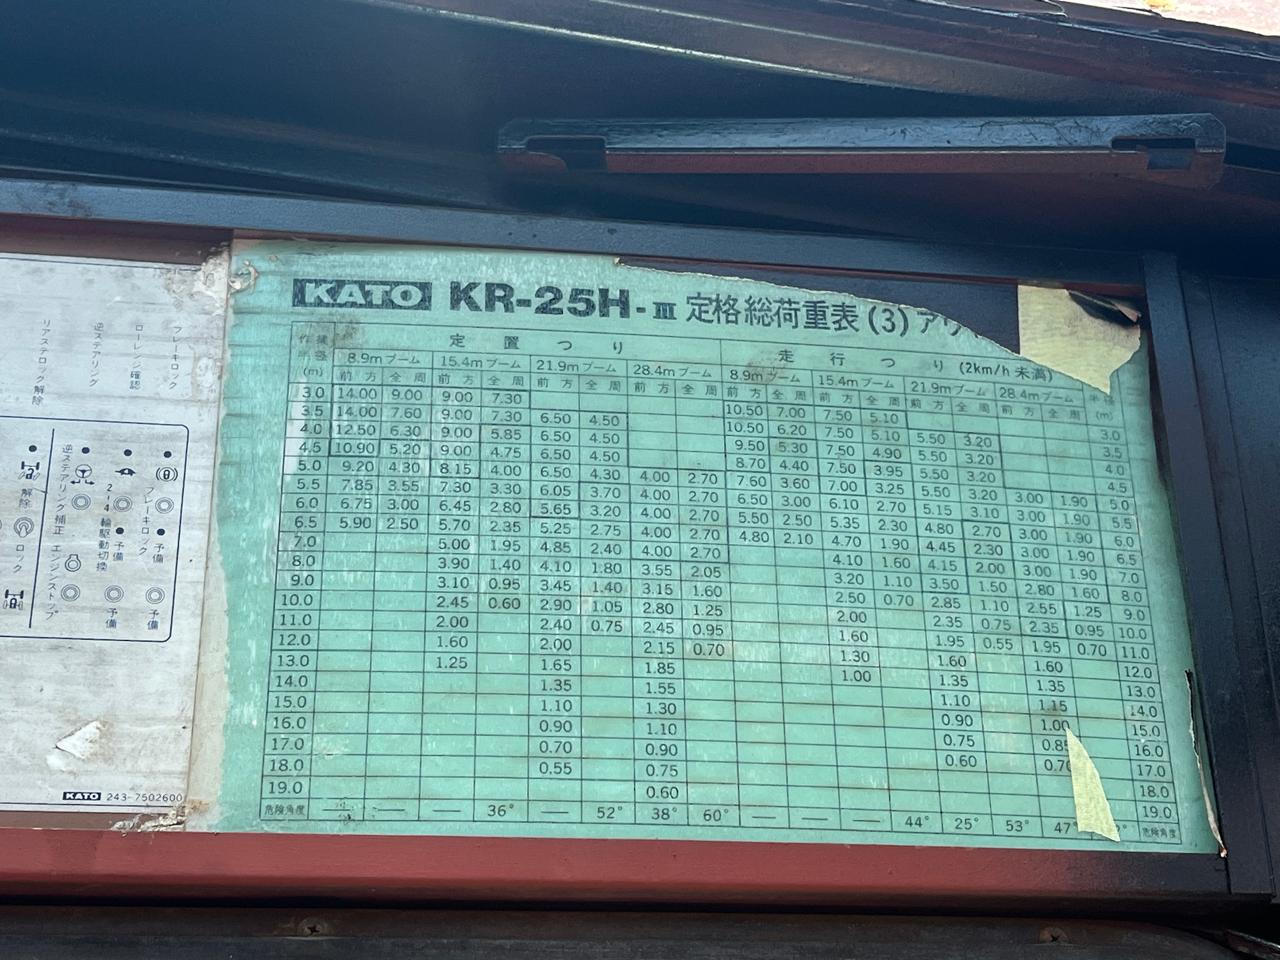 フレーキロック
ローレンジ確認
逆ステアリング
リアステロック解除
逆ステアリング補正
2-4輪駆動切換
予備
フレーキロック
予備
解除
ロック
エンジンストップ
予備
予備
KATO 243-7502600
KATO KR-25H-Ⅲ 定格総荷重表(3)
作業半径(m) 定置つり 走行つり (2km/h 未満) 半径(m)
8.9mブーム 15.4mブーム 21.9mブーム 28.4mブーム 8.9mブーム 15.4mブーム 21.9mブーム 28.4mブーム
前方 全周 前方 全周 前方 全周 前方 全周 前方 全周 前方 全周 前方 全周 前方 全周
3.0 14.00 9.00 9.00 7.30 10.50 7.00 7.50 5.10 3.0
3.5 14.00 7.60 9.00 7.30 6.50 4.50 10.50 6.20 7.50 5.10 5.50 3.20 3.5
4.0 12.50 6.30 9.00 5.85 6.50 4.50 9.50 5.30 7.50 4.90 5.50 3.20 4.0
4.5 10.90 5.20 9.00 4.75 6.50 4.50 8.70 4.40 7.50 3.95 5.50 3.20 4.5
5.0 9.20 4.30 8.15 4.00 6.50 4.30 4.00 2.70 7.60 3.60 7.00 3.25 5.50 3.20 3.00 1.90 5.0
5.5 7.85 3.55 7.30 3.30 6.05 3.70 4.00 2.70 6.50 3.00 6.10 2.70 5.15 3.10 3.00 1.90 5.5
6.0 6.75 3.00 6.45 2.80 5.65 3.20 4.00 2.70 5.50 2.50 5.35 2.30 4.80 2.70 3.00 1.90 6.0
6.5 5.90 2.50 5.70 2.35 5.25 2.75 4.00 2.70 4.80 2.10 4.70 1.90 4.45 2.30 3.00 1.90 6.5
7.0 5.00 1.95 4.85 2.40 4.00 2.70 4.10 1.60 4.15 2.00 3.00 1.90 7.0
8.0 3.90 1.40 4.10 1.80 3.55 2.05 3.20 1.10 3.50 1.50 2.80 1.60 8.0
9.0 3.10 0.95 3.45 1.40 3.15 1.60 2.50 0.70 2.85 1.10 2.55 1.25 9.0
10.0 2.45 0.60 2.90 1.05 2.80 1.25 2.00 2.35 0.75 2.35 0.95 10.0
11.0 2.00 2.40 0.75 2.45 0.95 1.60 1.95 0.55 1.95 0.70 11.0
12.0 1.60 2.00 2.15 0.70 1.30 1.60 1.60 12.0
13.0 1.25 1.65 1.85 1.00 1.35 1.35 13.0
14.0 1.35 1.55 1.10 1.15 14.0
15.0 1.10 1.30 0.90 1.00 15.0
16.0 0.90 1.10 0.75 0.85 16.0
17.0 0.70 0.90 0.60 0.70 17.0
18.0 0.55 0.75 18.0
19.0 0.60 19.0
危険角度 — — 36° — 52° 38° 60° — — — 44° 25° 53° 47° 危険角度